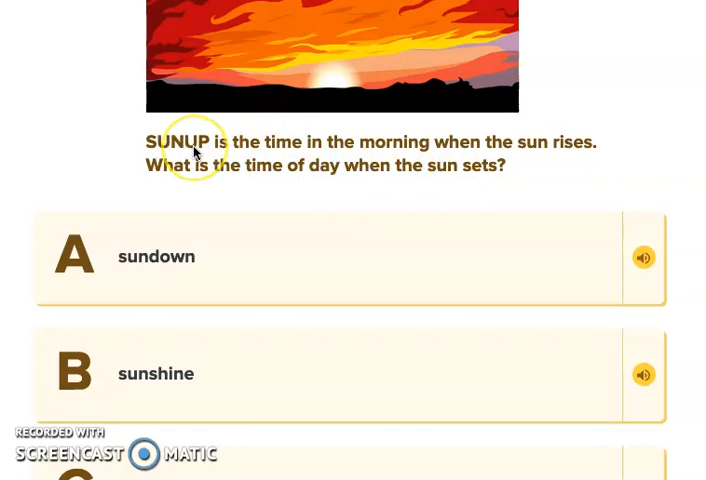 SUNUP is the time in the morning when the sun rises.
What is the time of day when the sun sets?
A sundown
B sunshine
RECORDED WITH
SCREENCAST MATIC